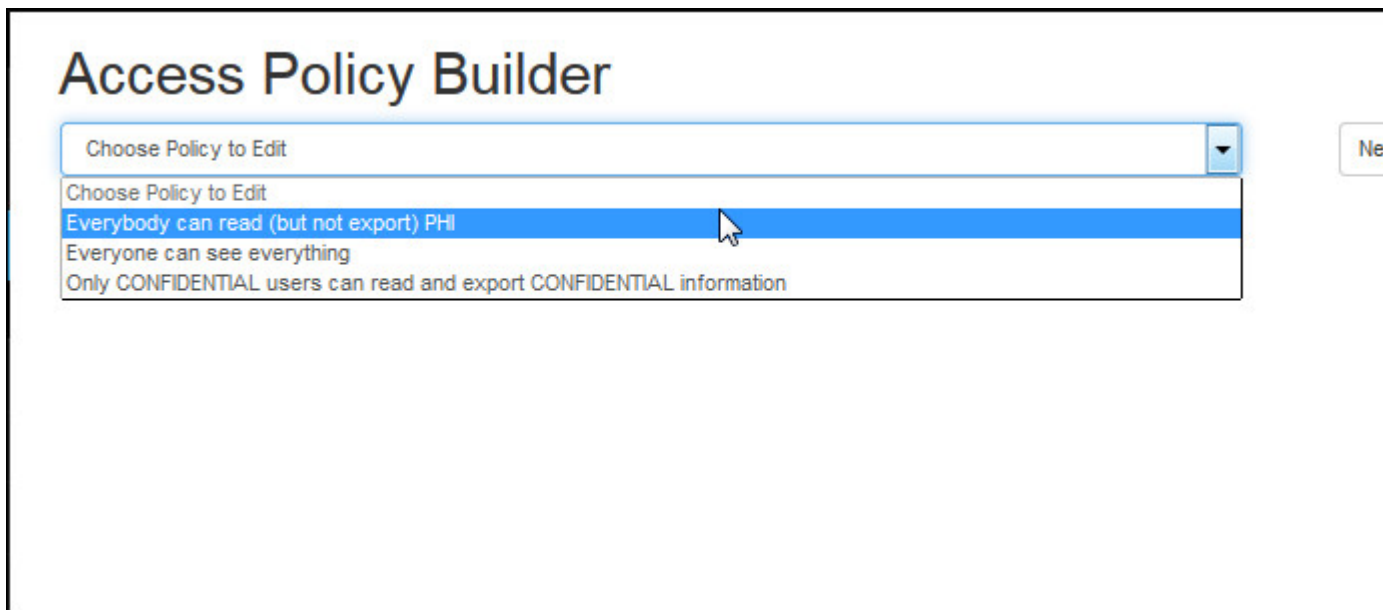 Access Policy Builder
Choose Policy to Edit
Ne
Choose Policy to Edit
Everybody can read (but not export) PHI
Everyone can see everything
Only CONFIDENTIAL users can read and export CONFIDENTIAL information